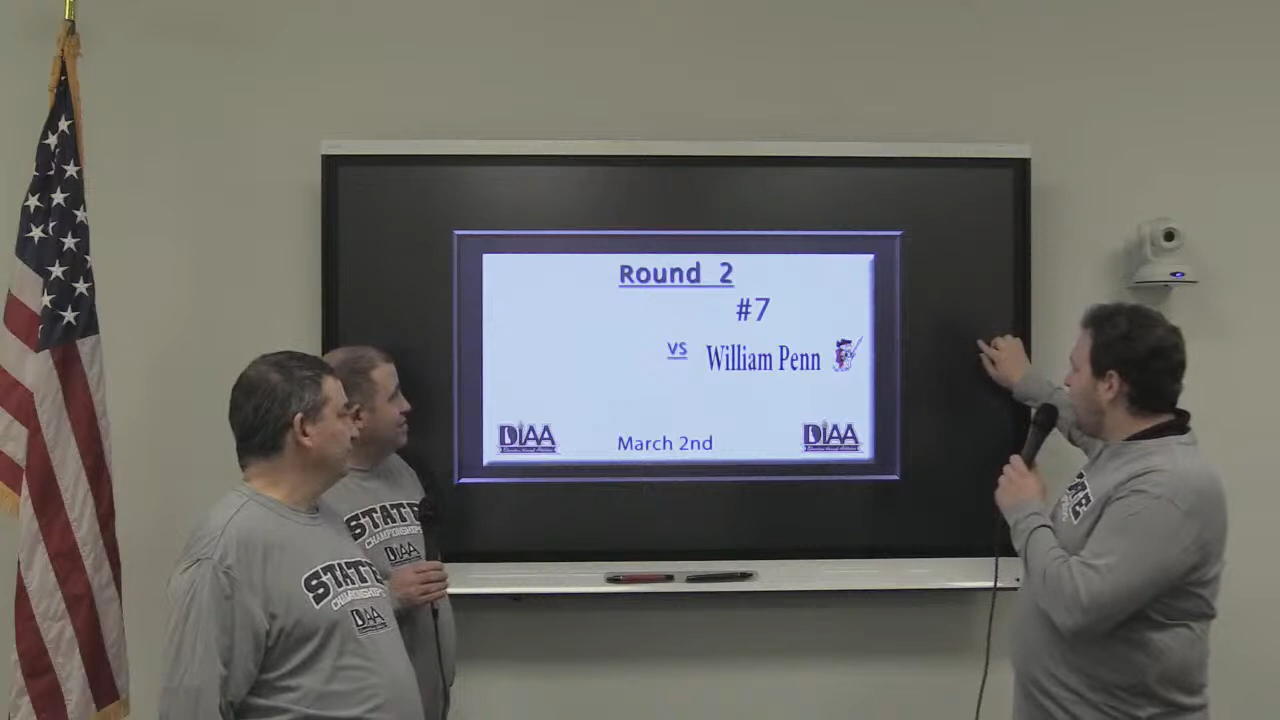 Round 2
#7
vs
William Penn
DIAA
March 2nd
DIAA
STATE
CHAMPIONSHIPS
DIAA
STATE
CHAMPIONSHIPS
DIAA